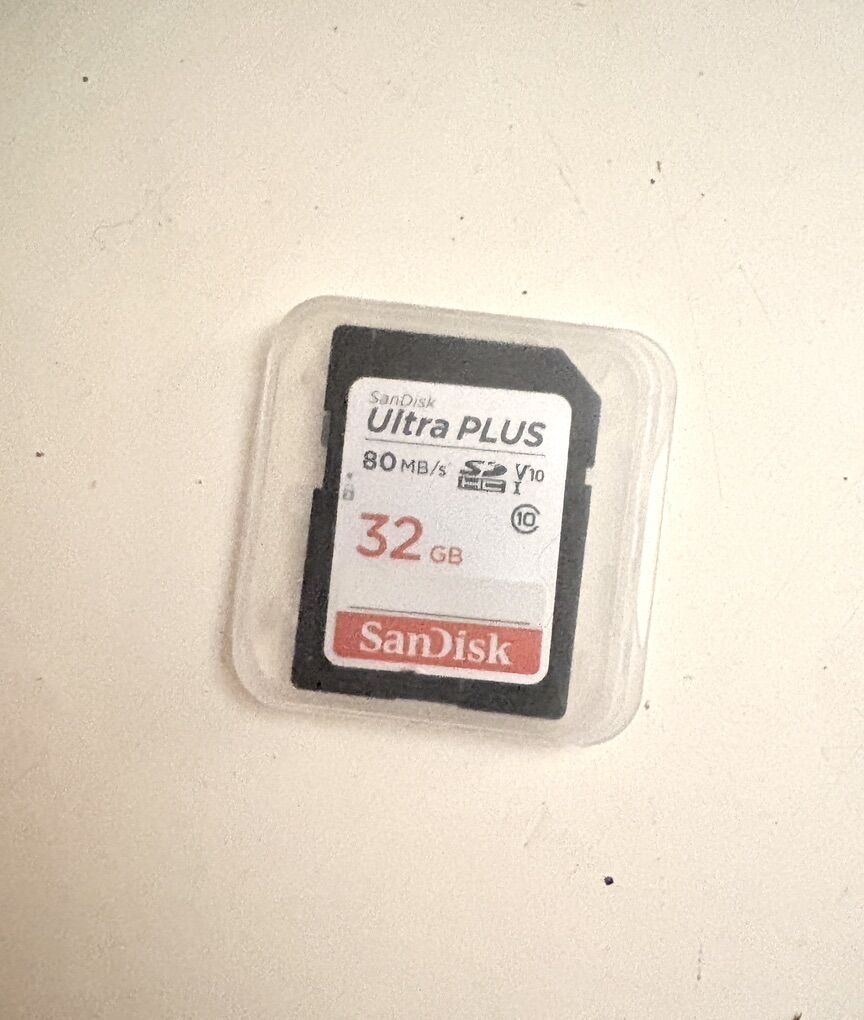 SanDisk
Ultra PLUS
80 MB/s SD HC I V10
10
32 GB
SanDisk